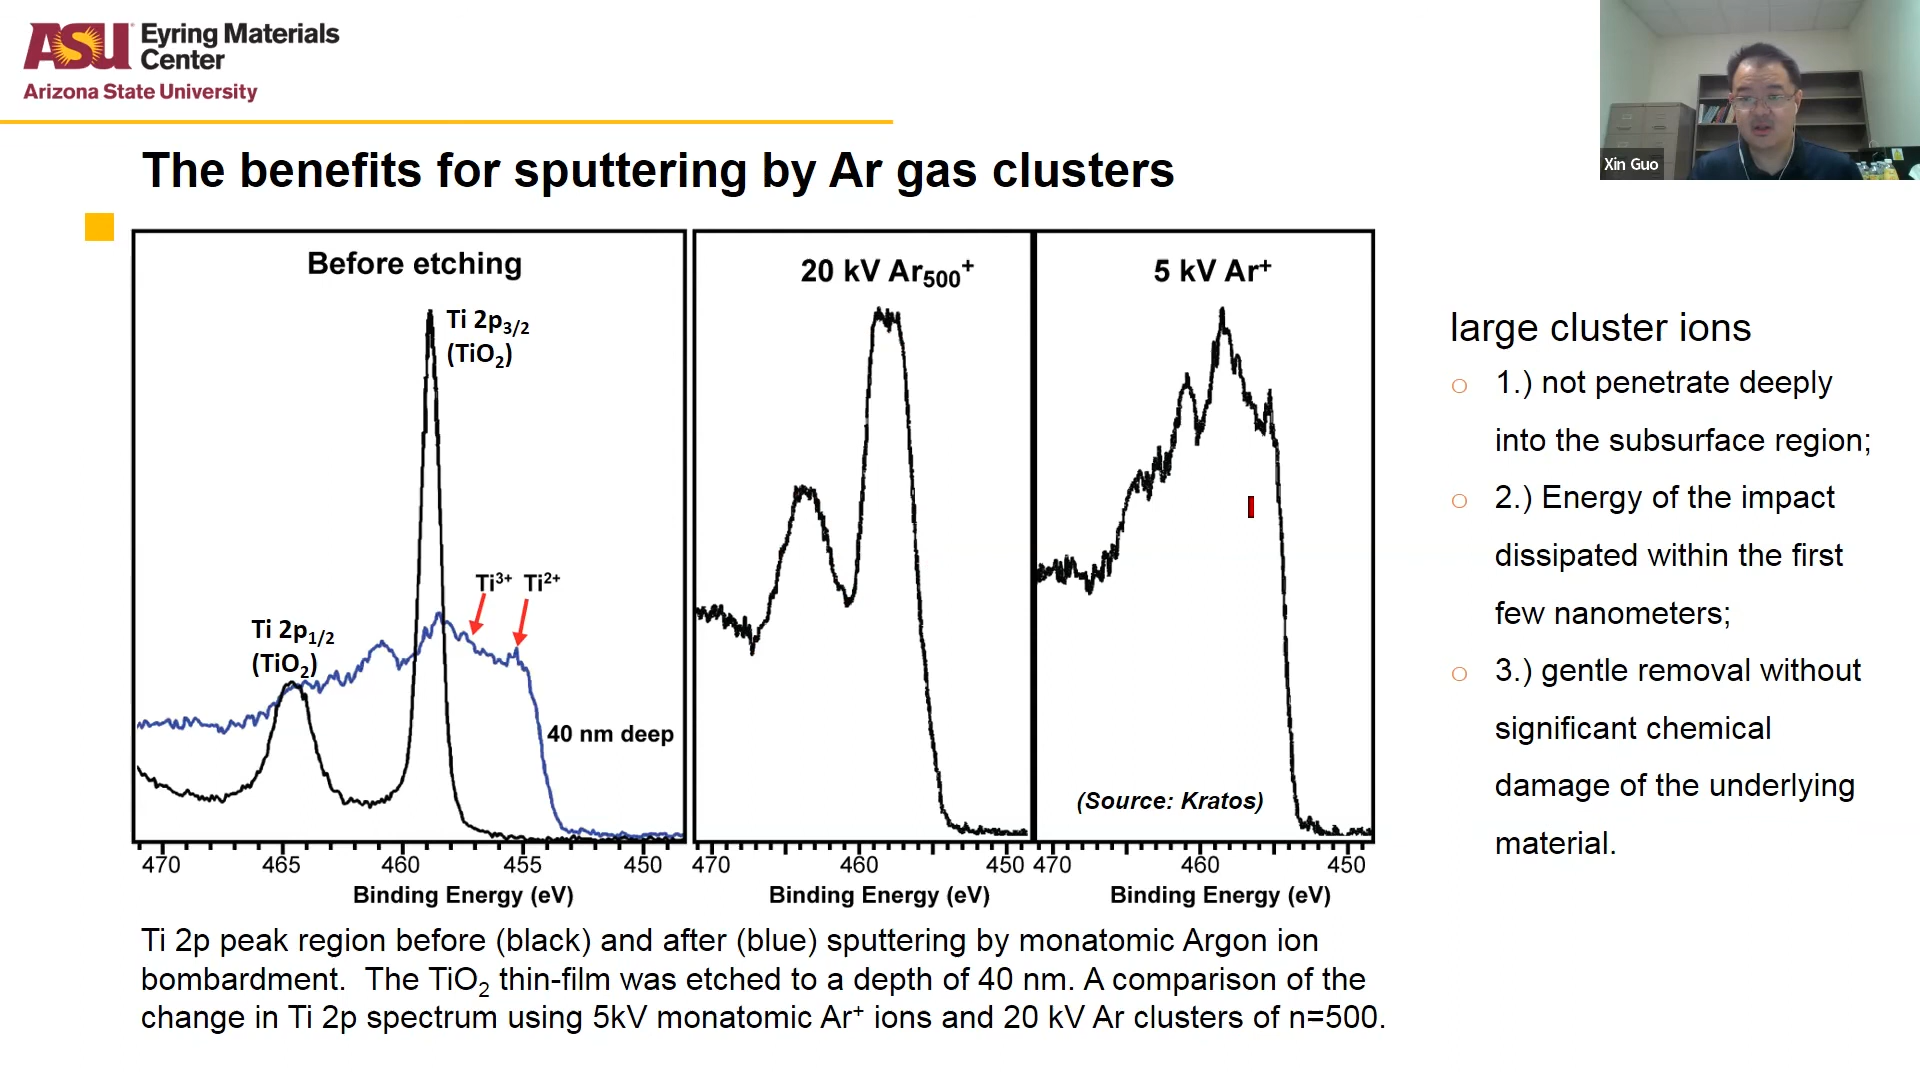 ASU Eyring Materials
Center
Arizona State University
Xin Guo
The benefits for sputtering by Ar gas clusters
Before etching
Ti 2p3/2
(TiO2)
Ti3+ Ti2+
Ti 2p1/2
(TiO2)
40 nm deep
470 465 460 455 450
Binding Energy (eV)
20 kV Ar500+
470 460 450
Binding Energy (eV)
5 kV Ar+
(Source: Kratos)
470 460 450
Binding Energy (eV)
large cluster ions
1.) not penetrate deeply
into the subsurface region;
2.) Energy of the impact
dissipated within the first
few nanometers;
3.) gentle removal without
significant chemical
damage of the underlying
material.
Ti 2p peak region before (black) and after (blue) sputtering by monatomic Argon ion
bombardment. The TiO2 thin-film was etched to a depth of 40 nm. A comparison of the
change in Ti 2p spectrum using 5kV monatomic Ar+ ions and 20 kV Ar clusters of n=500.